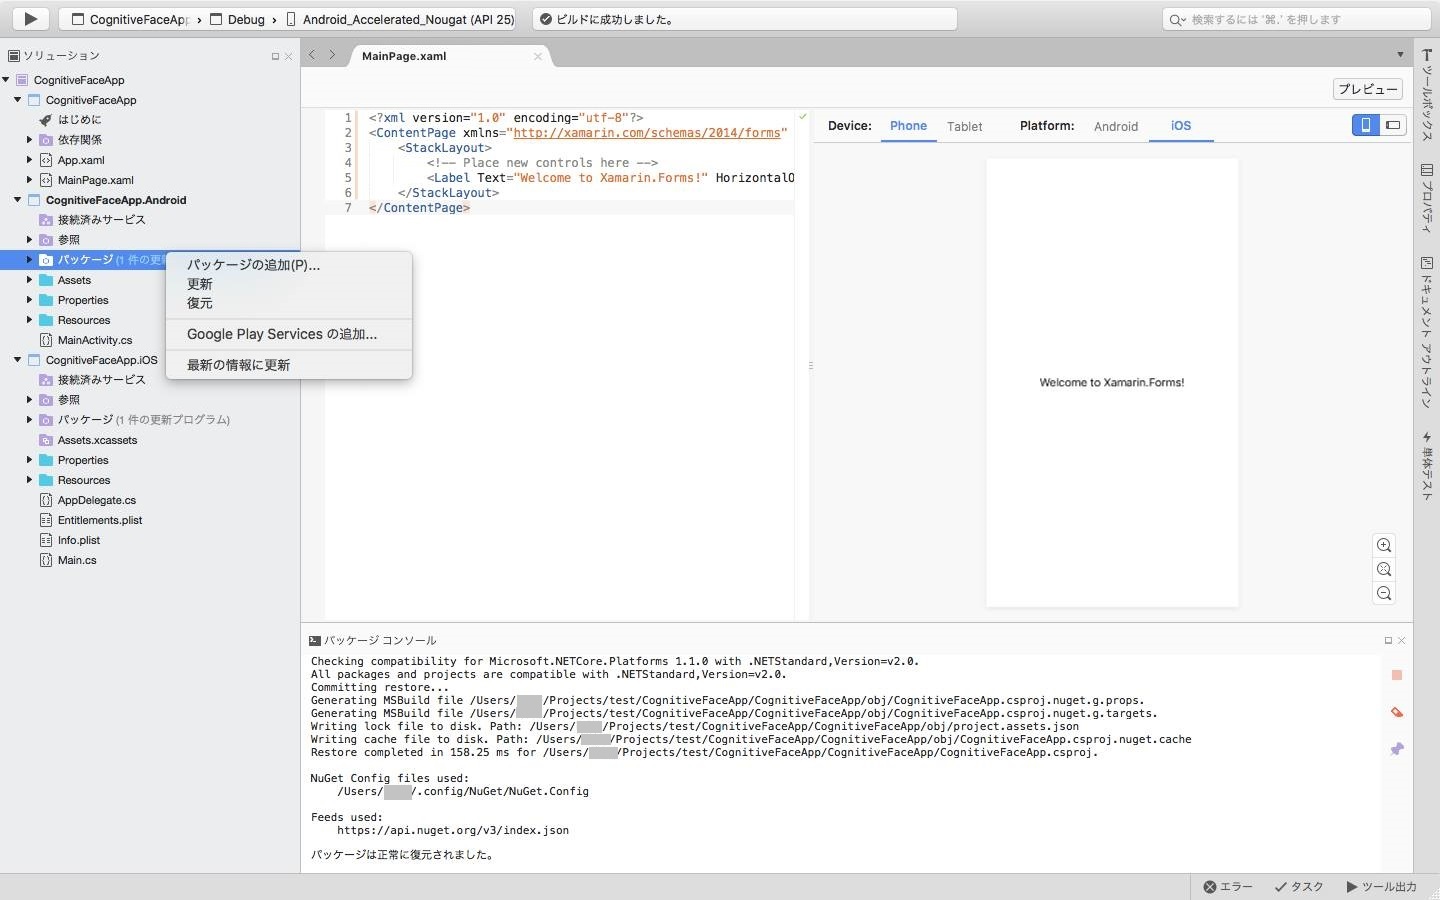 CognitiveFaceApp › Debug › Android_Accelerated_Nougat (API 25)
ビルドに成功しました。
検索するには '⌘.' を押します
ソリューション
CognitiveFaceApp
CognitiveFaceApp
はじめに
依存関係
App.xaml
MainPage.xaml
CognitiveFaceApp.Android
接続済みサービス
参照
パッケージ (1 件の更新
Assets
Properties
Resources
MainActivity.cs
CognitiveFaceApp.iOS
接続済みサービス
参照
パッケージ (1 件の更新プログラム)
Assets.xcassets
Properties
Resources
AppDelegate.cs
Entitlements.plist
Info.plist
Main.cs
パッケージの追加(P)...
更新
復元
Google Play Services の追加...
最新の情報に更新
MainPage.xaml
プレビュー
1 <?xml version="1.0" encoding="utf-8"?>
2 <ContentPage xmlns="http://xamarin.com/schemas/2014/forms"
3 <StackLayout>
4 <!-- Place new controls here -->
5 <Label Text="Welcome to Xamarin.Forms!" HorizontalO
6 </StackLayout>
7 </ContentPage>
Device: Phone Tablet Platform: Android iOS
Welcome to Xamarin.Forms!
ツールボックス
プロパティ
ドキュメント アウトライン
単体テスト
パッケージ コンソール
Checking compatibility for Microsoft.NETCore.Platforms 1.1.0 with .NETStandard,Version=v2.0.
All packages and projects are compatible with .NETStandard,Version=v2.0.
Committing restore...
Generating MSBuild file /Users/ /Projects/test/CognitiveFaceApp/CognitiveFaceApp/obj/CognitiveFaceApp.csproj.nuget.g.props.
Generating MSBuild file /Users/ /Projects/test/CognitiveFaceApp/CognitiveFaceApp/obj/CognitiveFaceApp.csproj.nuget.g.targets.
Writing lock file to disk. Path: /Users/ /Projects/test/CognitiveFaceApp/CognitiveFaceApp/obj/project.assets.json
Writing cache file to disk. Path: /Users/ /Projects/test/CognitiveFaceApp/CognitiveFaceApp/obj/CognitiveFaceApp.csproj.nuget.cache
Restore completed in 158.25 ms for /Users/ /Projects/test/CognitiveFaceApp/CognitiveFaceApp/CognitiveFaceApp.csproj.
NuGet Config files used:
/Users/ /.config/NuGet/NuGet.Config
Feeds used:
https://api.nuget.org/v3/index.json
パッケージは正常に復元されました。
エラー タスク ツール出力